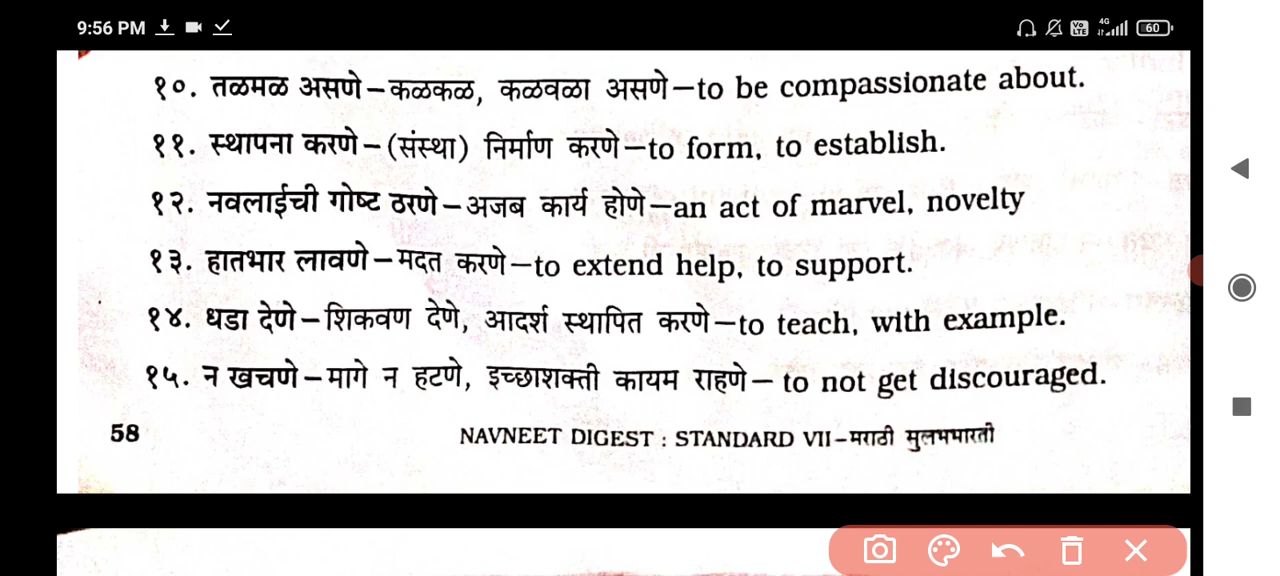 9:56 PM 4G 60
१०. तळमळ असणे – कळकळ, कळवळा असणे—to be compassionate about.
११. स्थापना करणे – (संस्था) निर्माण करणे—to form, to establish.
१२. नवलाईची गोष्ट ठरणे – अजब कार्य होणे—an act of marvel, novelty
१३. हातभार लावणे – मदत करणे—to extend help, to support.
१४. धडा देणे – शिकवण देणे, आदर्श स्थापित करणे—to teach, with example.
१५. न खचणे – मागे न हटणे, इच्छाशक्ती कायम राहणे— to not get discouraged.
58 NAVNEET DIGEST : STANDARD VII–मराठी सुलभभारती